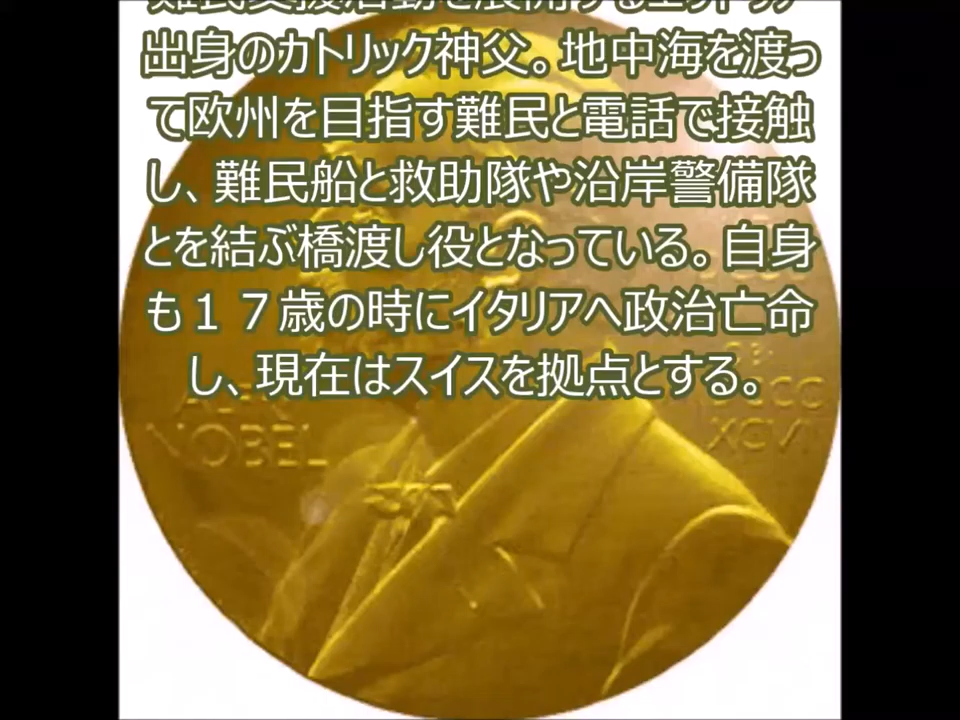 出身のカトリック神父。地中海を渡っ
て欧州を目指す難民と電話で接触
し、難民船と救助隊や沿岸警備隊
とを結ぶ橋渡し役となっている。自身
も１７歳の時にイタリアへ政治亡命
し、現在はスイスを拠点とする。
NOBEL